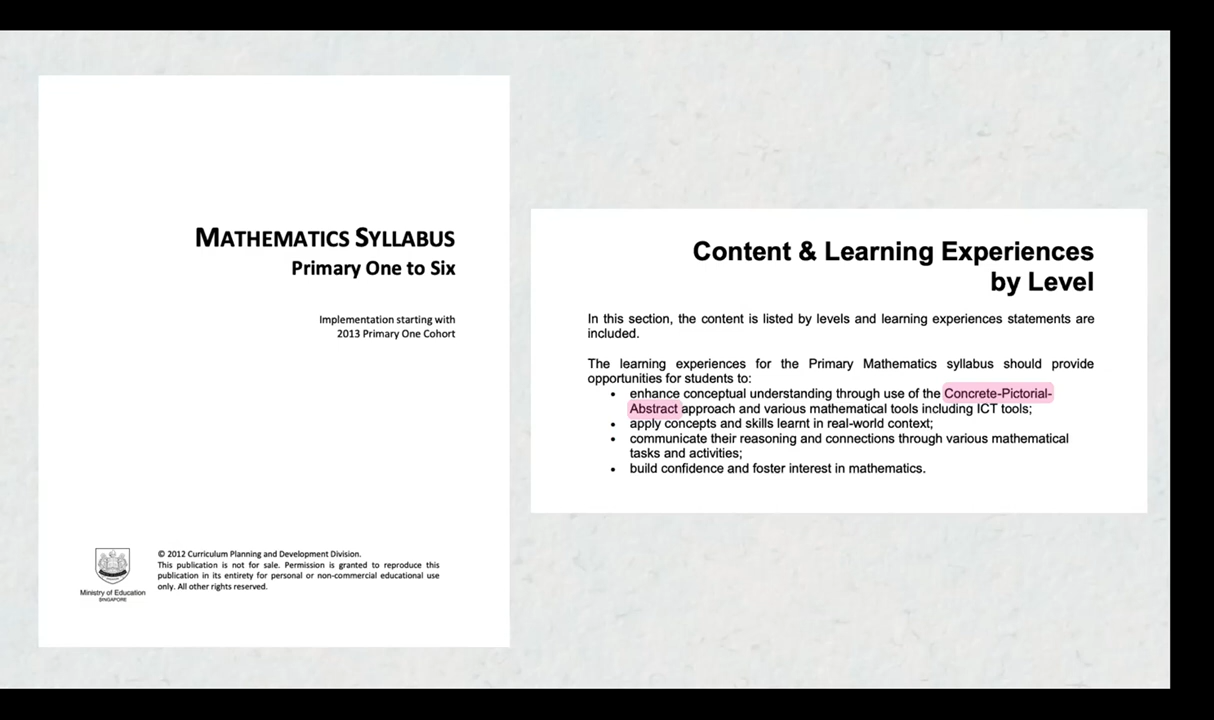 MATHEMATICS SYLLABUS
Primary One to Six
Implementation starting with
2013 Primary One Cohort
© 2012 Curriculum Planning and Development Division.
This publication is not for sale. Permission is granted to reproduce this
publication in its entirety for personal or non-commercial educational use
only. All other rights reserved.
Ministry of Education
SINGAPORE
Content & Learning Experiences
by Level
In this section, the content is listed by levels and learning experiences statements are
included.
The learning experiences for the Primary Mathematics syllabus should provide
opportunities for students to:
• enhance conceptual understanding through use of the Concrete-Pictorial-
Abstract approach and various mathematical tools including ICT tools;
• apply concepts and skills learnt in real-world context;
• communicate their reasoning and connections through various mathematical
tasks and activities;
• build confidence and foster interest in mathematics.